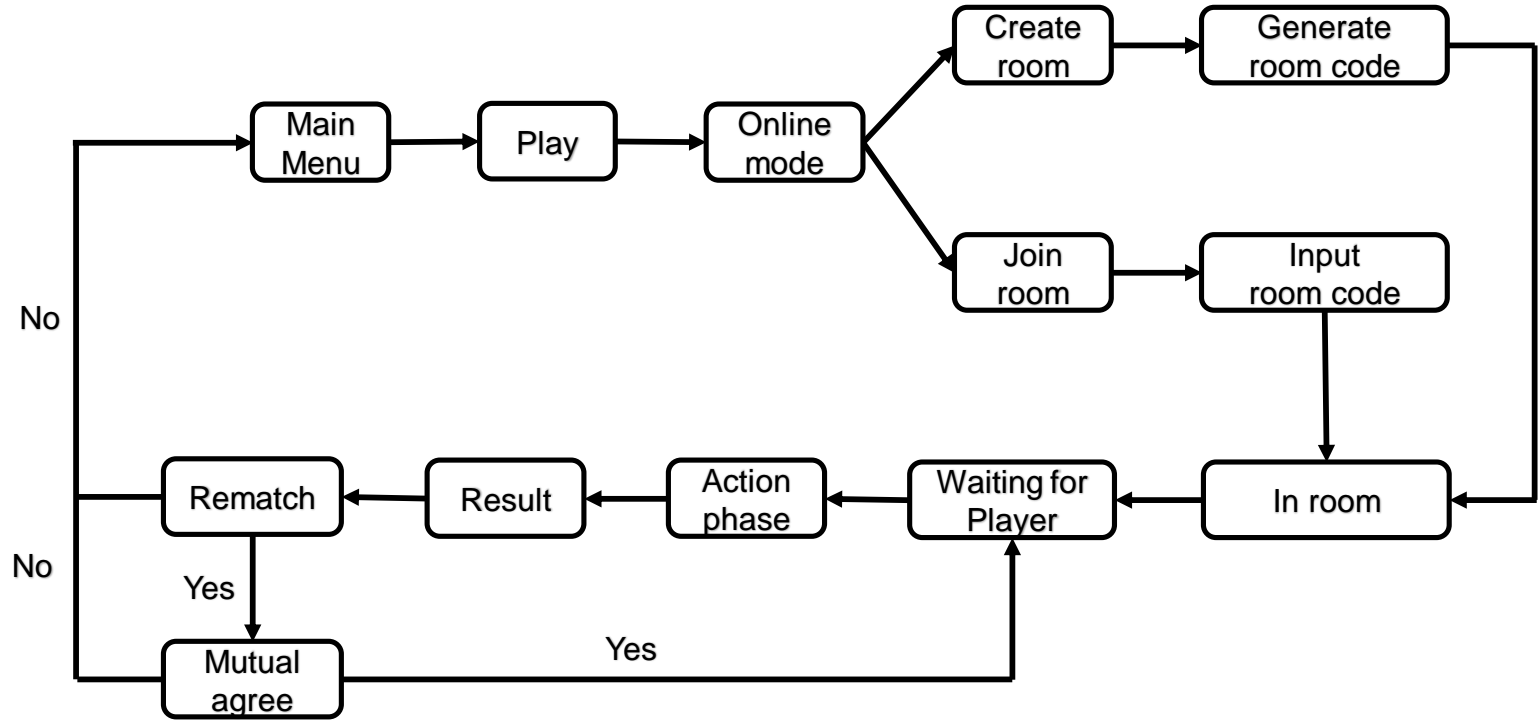 Create
room
Generate
room code
Main
Menu
Play
Online
mode
Join
room
Input
room code
No
Rematch
Result
Action
phase
Waiting for
Player
In room
No
Yes
Mutual
agree
Yes